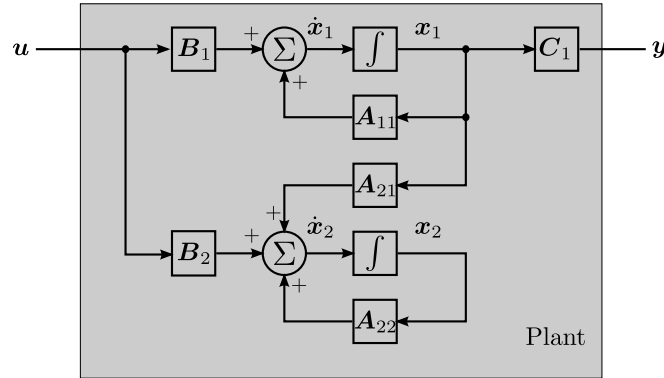 u B₁ + Σ ẋ₁ ∫ x₁ C₁ y
+ A₁₁
A₂₁
+
B₂ + Σ ẋ₂ ∫ x₂
+ A₂₂
Plant